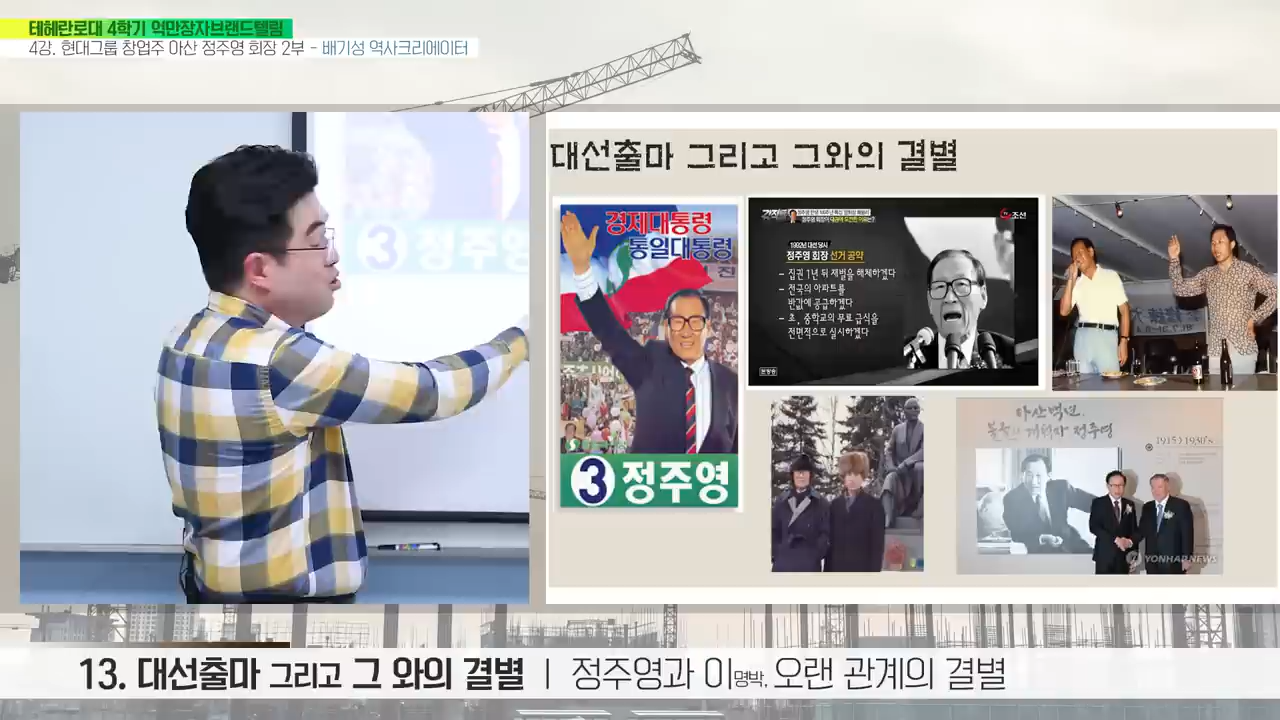 테헤란로대 4학기 억만장자브랜드텔링
4강. 현대그룹 창업주 아산 정주영 회장 2부 - 배기성 역사크리에이터
대선출마 그리고 그와의 결별
경제대통령
통일대통령
3 정주영
조선
1992년 대선 당시
정주영 회장 선거 공약
- 집권 1년 뒤 재벌을 해체하겠다
- 전국의 아파트를
반값에 공급하겠다
- 초, 중학교의 무료 급식을
전면적으로 실시하겠다
아산백년
불굴의 개척자 정주영
1915 1930's
YONHAP NEWS
3 정주영
13. 대선출마 그리고 그 와의 결별 | 정주영과 이명박, 오랜 관계의 결별